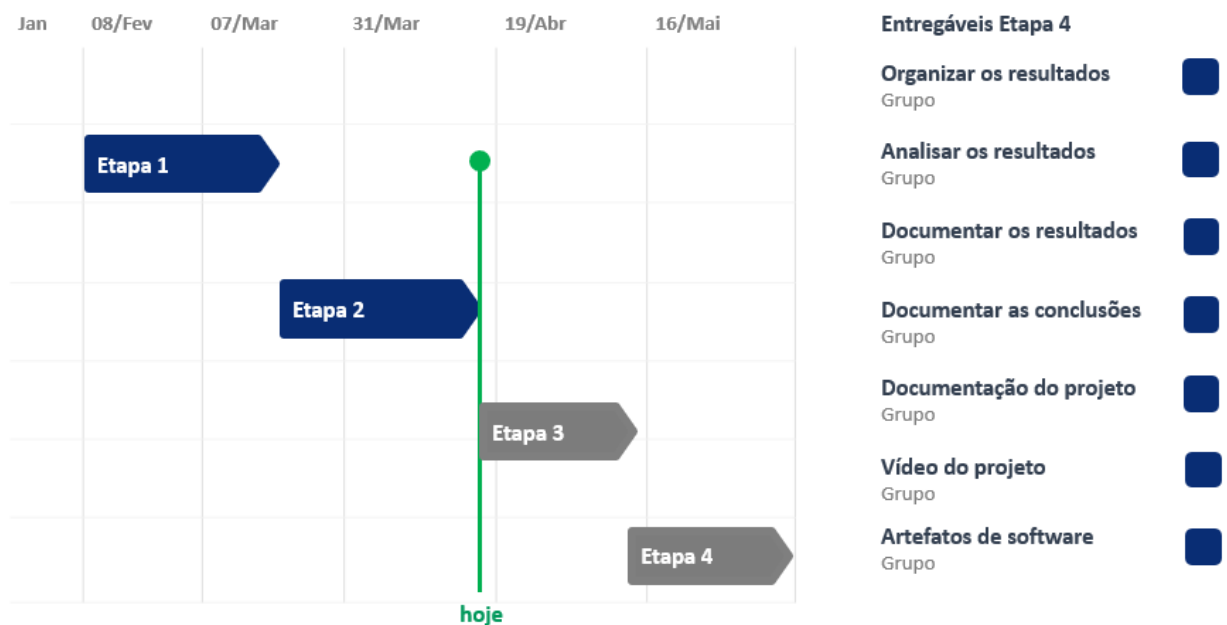 Jan 08/Fev 07/Mar 31/Mar 19/Abr 16/Mai
Etapa 1
Etapa 2
Etapa 3
Etapa 4
hoje
Entregáveis Etapa 4
Organizar os resultados
Grupo
Analisar os resultados
Grupo
Documentar os resultados
Grupo
Documentar as conclusões
Grupo
Documentação do projeto
Grupo
Vídeo do projeto
Grupo
Artefatos de software
Grupo